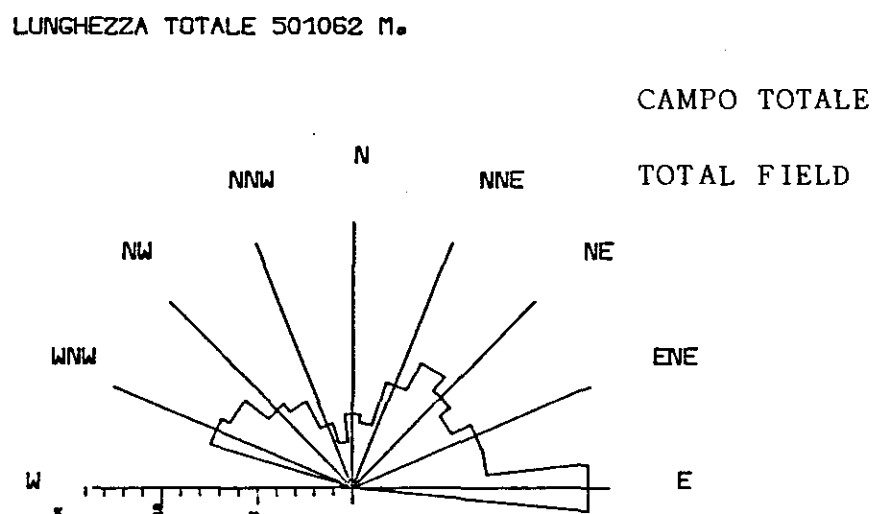 LUNGHEZZA TOTALE 501062 M.
CAMPO TOTALE
TOTAL FIELD
N
NNW
NNE
NW
NE
WNW
ENE
W
E